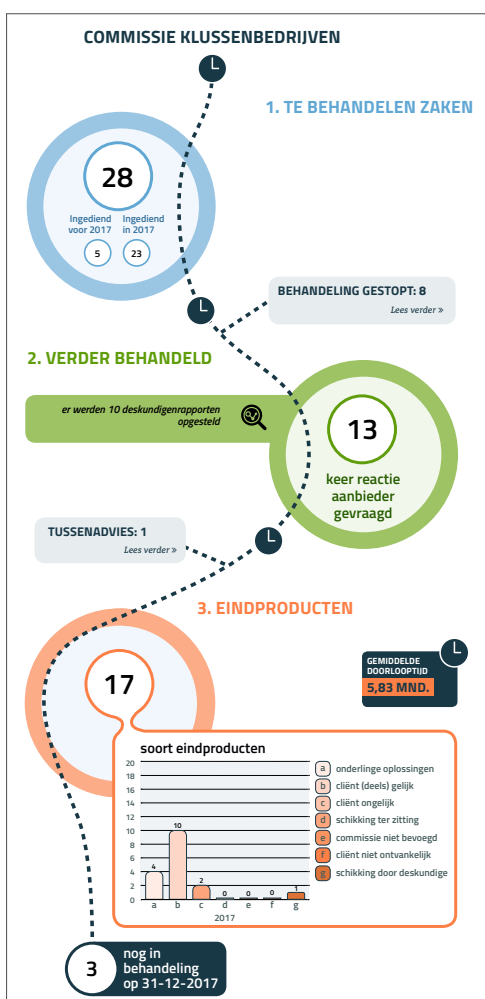 COMMISSIE KLUSSENBEDRIJVEN
1. TE BEHANDELEN ZAKEN
28
Ingediend voor 2017
5
Ingediend in 2017
23
BEHANDELING GESTOPT: 8
Lees verder »
2. VERDER BEHANDELD
er werden 10 deskundigenrapporten
opgesteld
13
keer reactie
aanbieder
gevraagd
TUSSENADVIES: 1
Lees verder »
3. EINDPRODUCTEN
17
GEMIDDELDE
DOORLOOPTIJD
5,83 MND.
soort eindproducten
20
18
16
14
12
10
8
6
4
2
0
4
10
2
0
0
0
1
a b c d e f g
2017
a onderlinge oplossingen
b cliënt (deels) gelijk
c cliënt ongelijk
d schikking ter zitting
e commissie niet bevoegd
f cliënt niet ontvankelijk
g schikking door deskundige
3
nog in
behandeling
op 31-12-2017